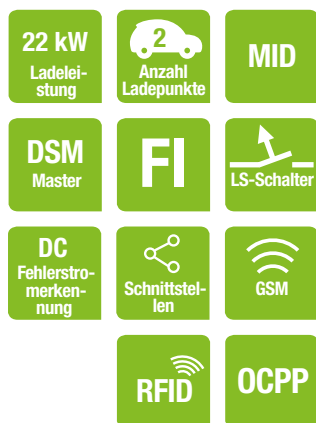 22 kW
Ladelei-
stung
2
Anzahl
Ladepunkte
MID
DSM
Master
FI
LS-Schalter
DC
Fehlerstro-
merken-
nung
Schnittstel-
len
GSM
RFID
OCPP